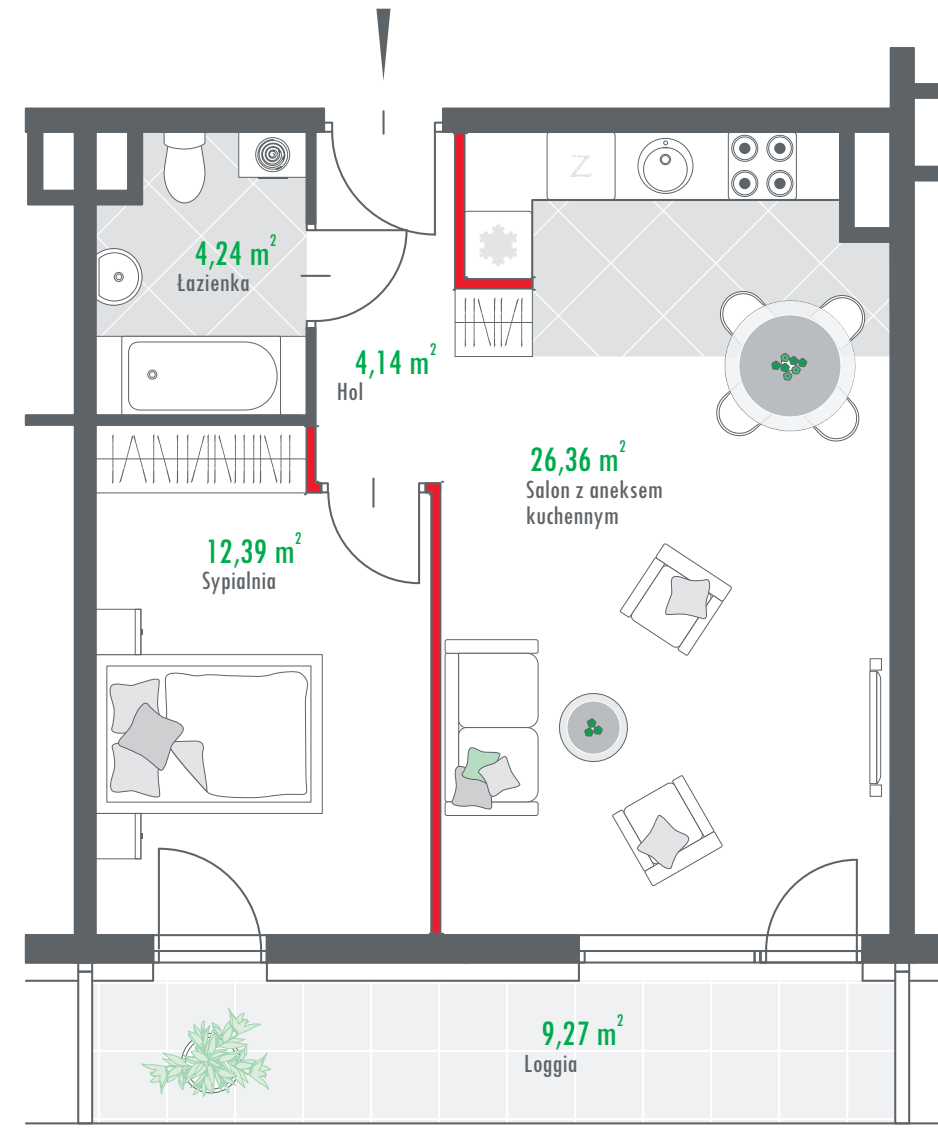 Z
4,24 m²
Łazienka
4,14 m²
Hol
26,36 m²
Salon z aneksem
kuchennym
12,39 m²
Sypialnia
9,27 m²
Loggia